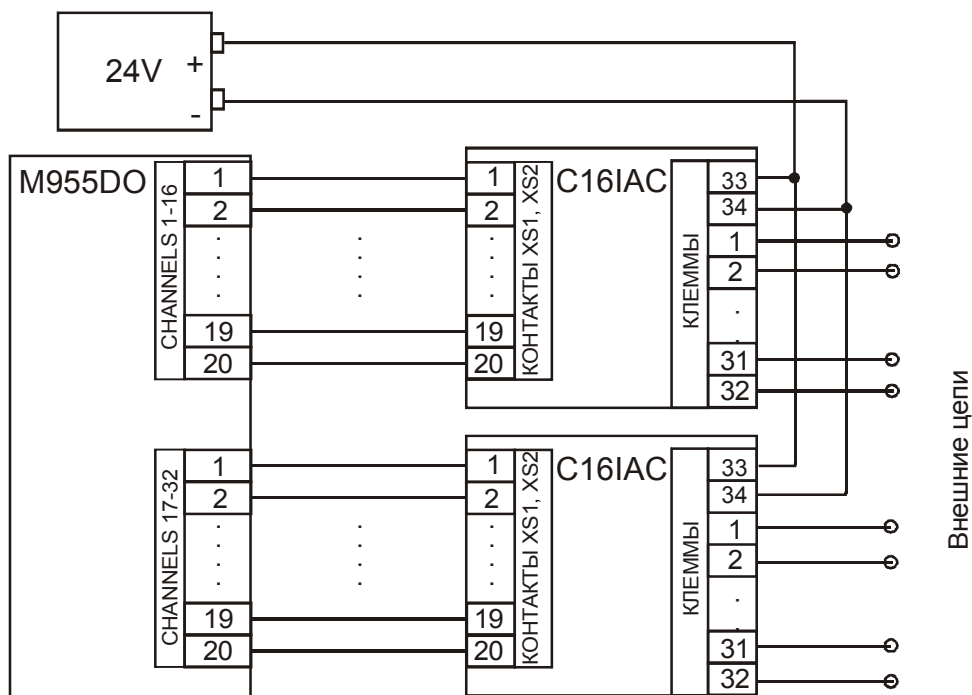 24V
+
-
M955DO
CHANNELS 1-16
1
2
19
20
1
2
19
20
КОНТАКТЫ XS1, XS2
C16IAC
КЛЕММЫ
33
34
1
2
31
32
CHANNELS 17-32
1
2
19
20
1
2
19
20
КОНТАКТЫ XS1, XS2
C16IAC
КЛЕММЫ
33
34
1
2
31
32
Внешние цепи